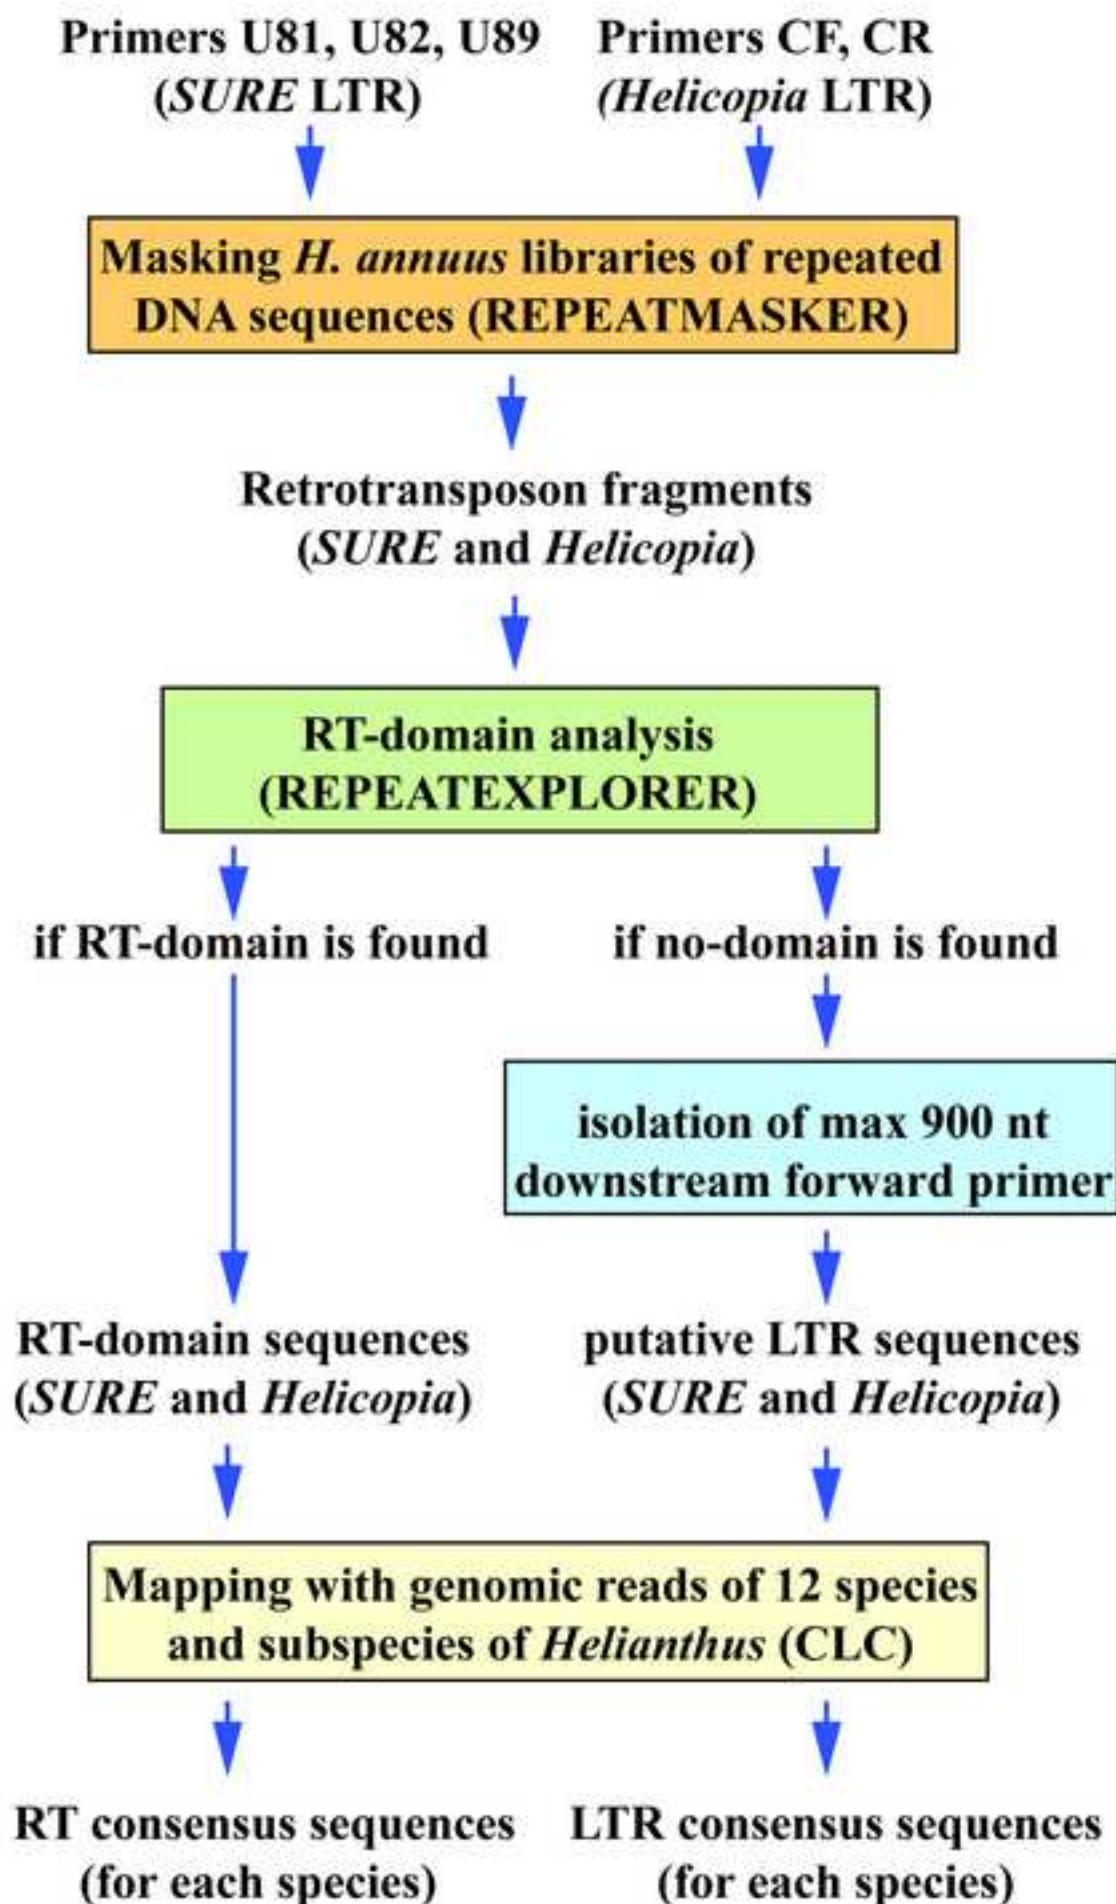 Primers U81, U82, U89
(SURE LTR)
Primers CF, CR
(Helicopia LTR)
Masking H. annuus libraries of repeated
DNA sequences (REPEATMASKER)
Retrotransposon fragments
(SURE and Helicopia)
RT-domain analysis
(REPEATEXPLORER)
if RT-domain is found
if no-domain is found
isolation of max 900 nt
downstream forward primer
RT-domain sequences
(SURE and Helicopia)
putative LTR sequences
(SURE and Helicopia)
Mapping with genomic reads of 12 species
and subspecies of Helianthus (CLC)
RT consensus sequences
(for each species)
LTR consensus sequences
(for each species)